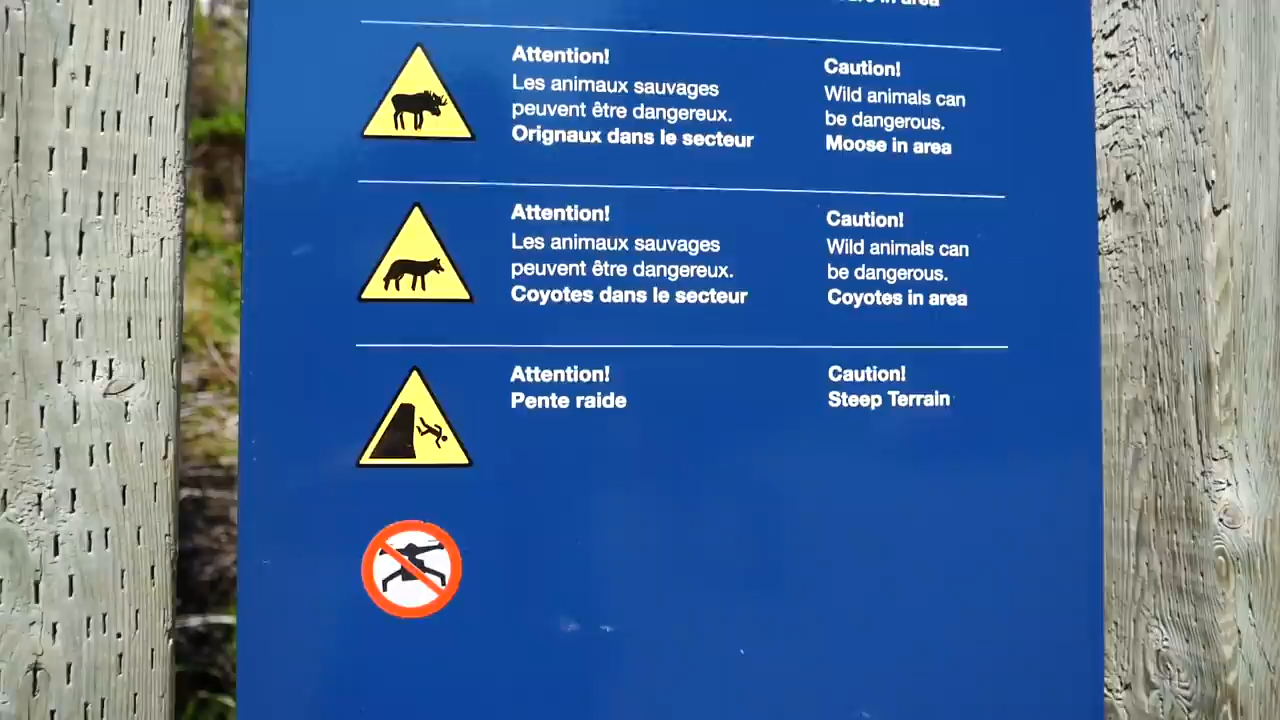 in area
Attention!
Les animaux sauvages
peuvent être dangereux.
Orignaux dans le secteur
Caution!
Wild animals can
be dangerous.
Moose in area
Attention!
Les animaux sauvages
peuvent être dangereux.
Coyotes dans le secteur
Caution!
Wild animals can
be dangerous.
Coyotes in area
Attention!
Pente raide
Caution!
Steep Terrain